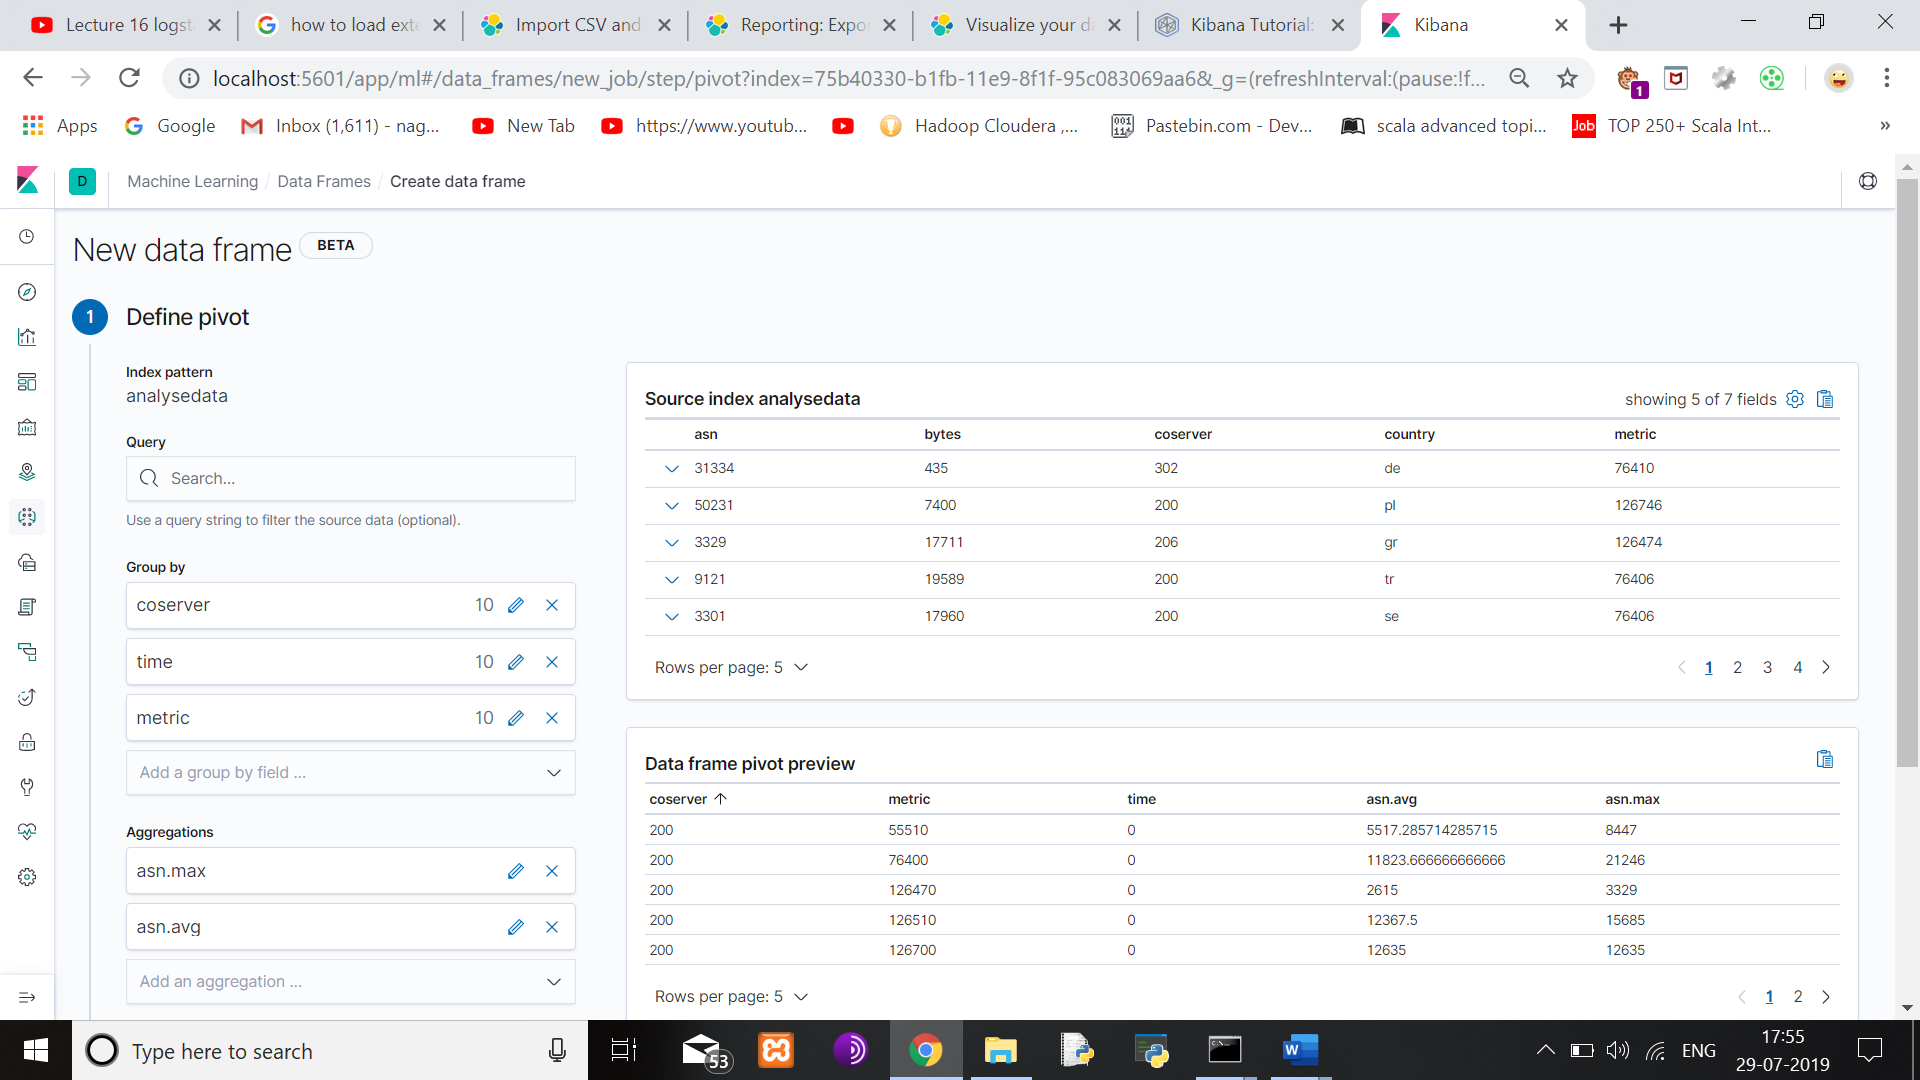 Lecture 16 logst
how to load exte
Import CSV and
Reporting: Expor
Visualize your da
Kibana Tutorial:
Kibana
localhost:5601/app/ml#/data_frames/new_job/step/pivot?index=75b40330-b1fb-11e9-8f1f-95c083069aa6&_g=(refreshInterval:(pause:!f...
1
Apps
Google
Inbox (1,611) - nag...
New Tab
https://www.youtub...
Hadoop Cloudera ,...
Pastebin.com - Dev...
scala advanced topi...
Job
TOP 250+ Scala Int...
»
D
Machine Learning / Data Frames / Create data frame
New data frame
BETA
1
Define pivot
Index pattern
analysedata
Query
Search...
Use a query string to filter the source data (optional).
Group by
coserver 10
time 10
metric 10
Add a group by field ...
Aggregations
asn.max
asn.avg
Add an aggregation ...
Source index analysedata
showing 5 of 7 fields
asn bytes coserver country metric
31334 435 302 de 76410
50231 7400 200 pl 126746
3329 17711 206 gr 126474
9121 19589 200 tr 76406
3301 17960 200 se 76406
Rows per page: 5
1 2 3 4
Data frame pivot preview
coserver metric time asn.avg asn.max
200 55510 0 5517.285714285715 8447
200 76400 0 11823.666666666666 21246
200 126470 0 2615 3329
200 126510 0 12367.5 15685
200 126700 0 12635 12635
Rows per page: 5
1 2
Type here to search
53
W
ENG
17:55
29-07-2019